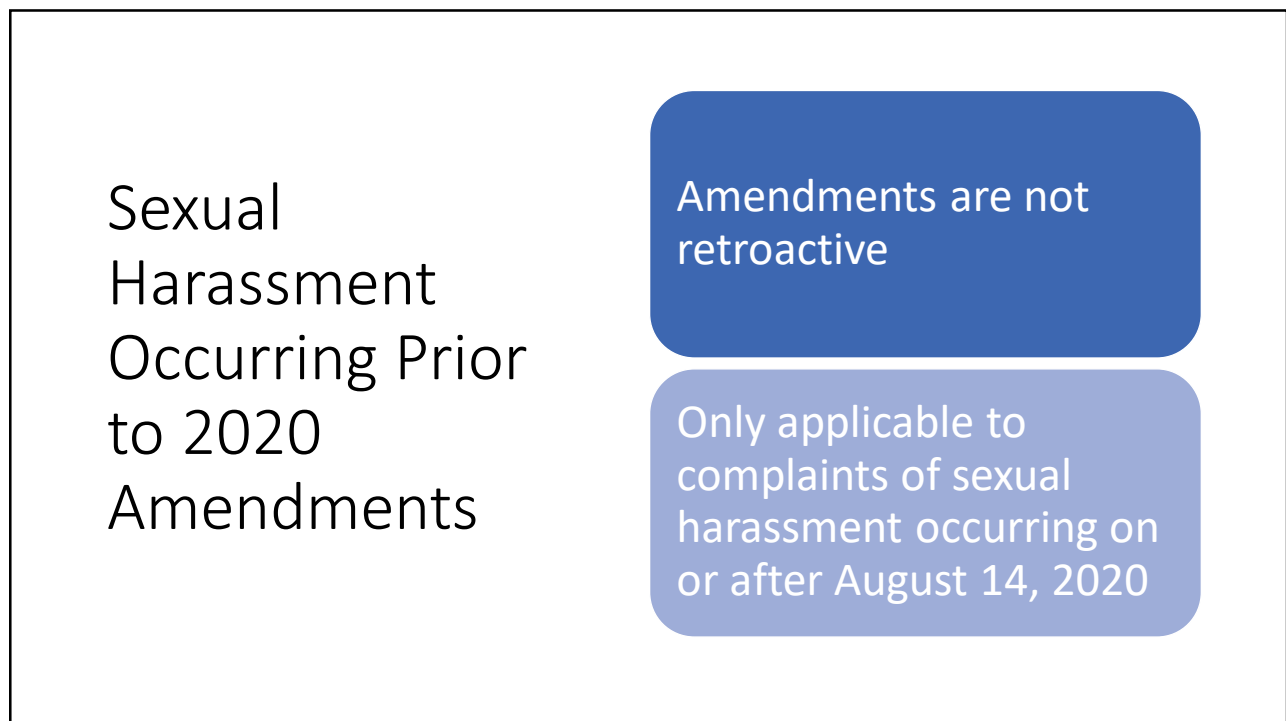 Sexual
Harassment
Occurring Prior
to 2020
Amendments
Amendments are not
retroactive
Only applicable to
complaints of sexual
harassment occurring on
or after August 14, 2020